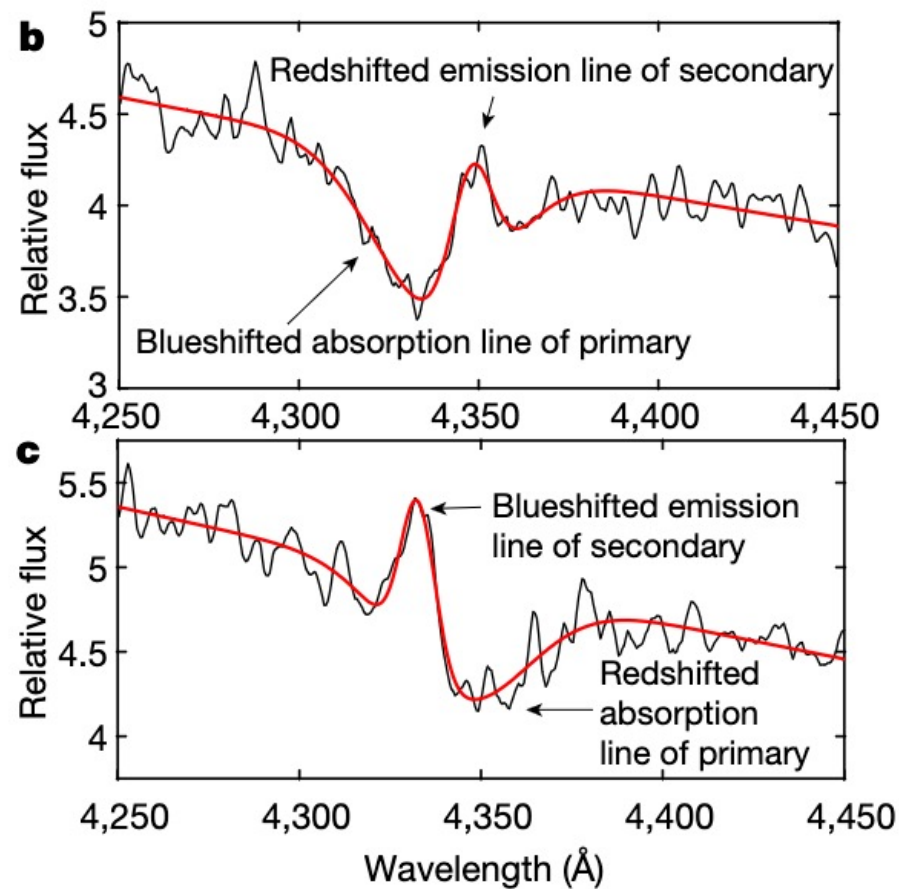 b
5
Redshifted emission line of secondary
4.5
4
3.5
3
Relative flux
Blueshifted absorption line of primary
4,250 4,300 4,350 4,400 4,450
c
5.5
5
4.5
4
Relative flux
Blueshifted emission
line of secondary
Redshifted
absorption
line of primary
4,250 4,300 4,350 4,400 4,450
Wavelength (Å)